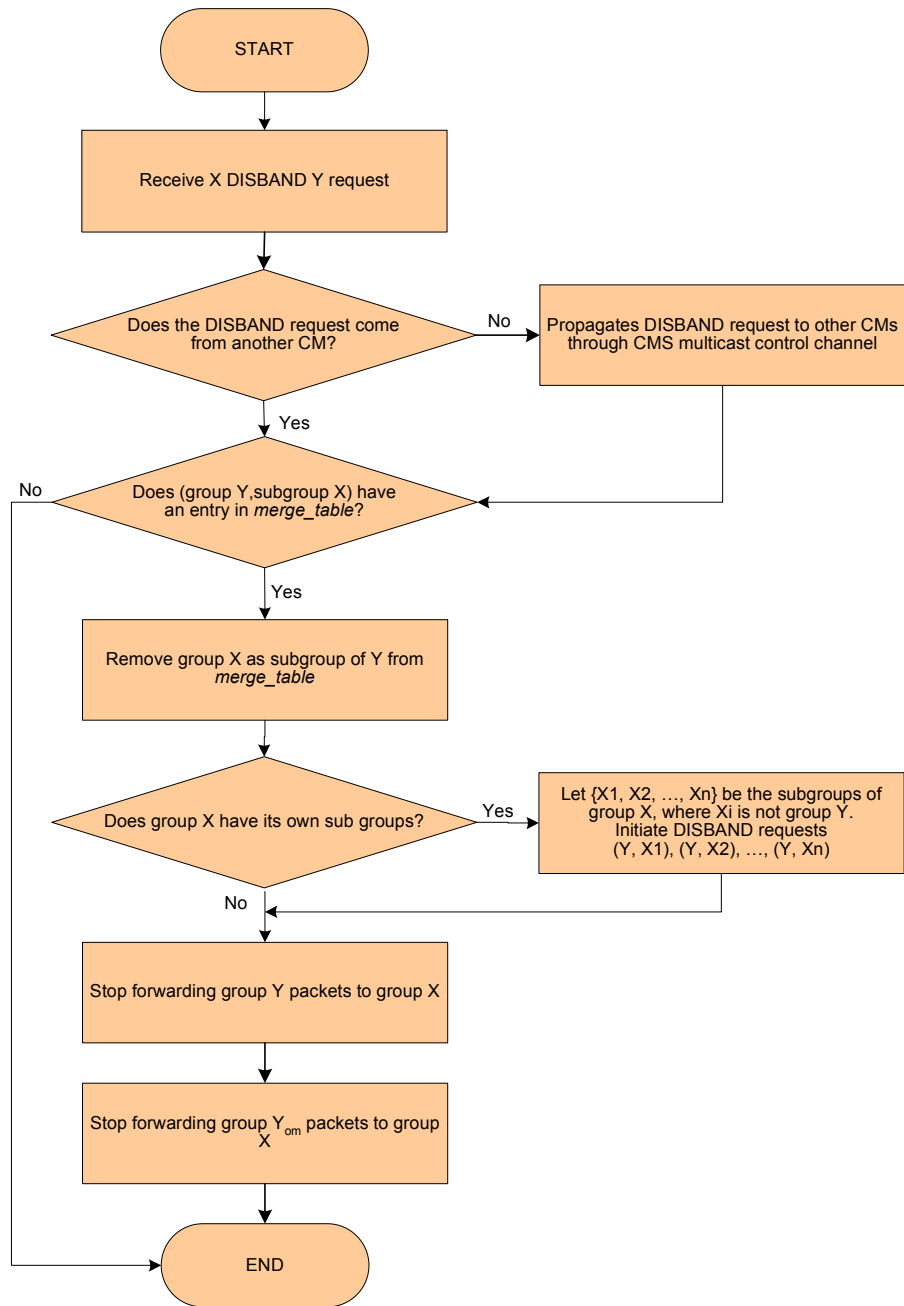 START
Receive X DISBAND Y request
Does the DISBAND request come
from another CM?
No
Propagates DISBAND request to other CMs
through CMS multicast control channel
Yes
No
Does (group Y,subgroup X) have
an entry in merge_table?
Yes
Remove group X as subgroup of Y from
merge_table
Does group X have its own sub groups?
Yes
Let {X1, X2, …, Xn} be the subgroups of
group X, where Xi is not group Y.
Initiate DISBAND requests
(Y, X1), (Y, X2), …, (Y, Xn)
No
Stop forwarding group Y packets to group X
Stop forwarding group Yom packets to group
X
END